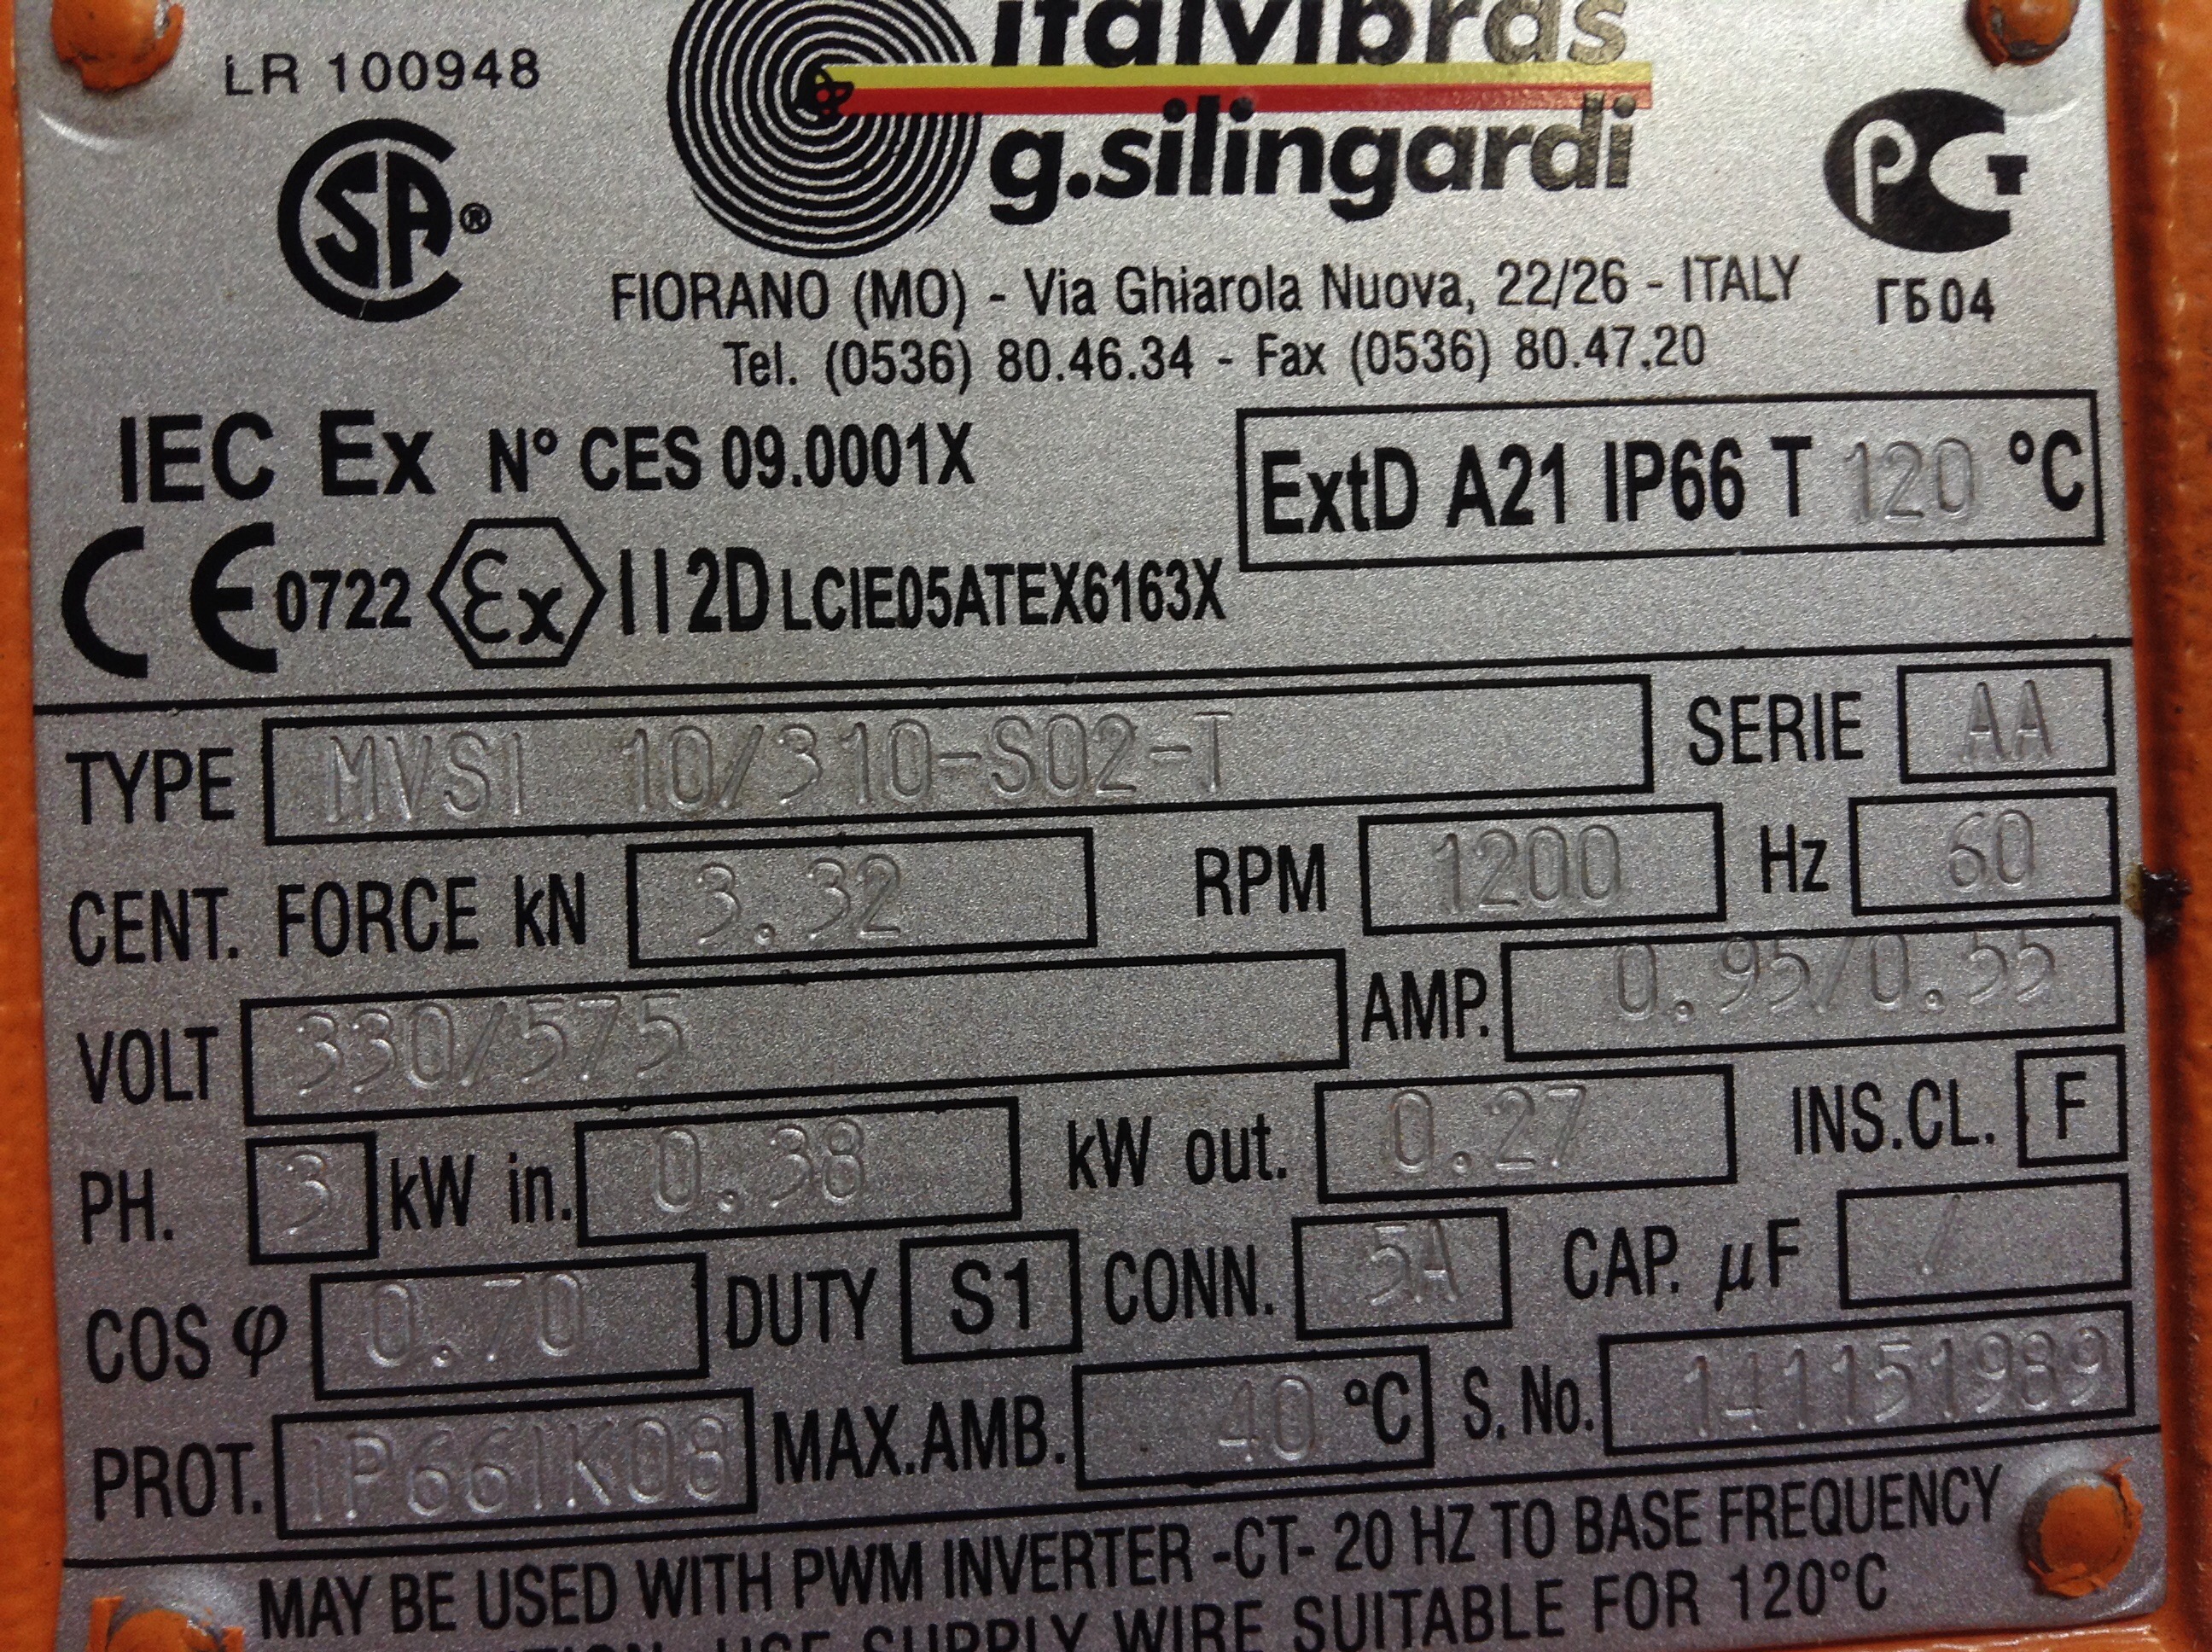 LR 100948
SA ®
italvibras
g.silingardi
РСТ
ГБ04
FIORANO (MO) - Via Ghiarola Nuova, 22/26 - ITALY
Tel. (0536) 80.46.34 - Fax (0536) 80.47.20
IEC Ex N° CES 09.0001X
ExtD A21 IP66 T 120 °C
CE 0722 Ex II 2D LCIE05ATEX6163X
TYPE MVSI 10/310-S02-T SERIE AA
CENT. FORCE kN 3.32 RPM 1200 Hz 60
VOLT 330/575 AMP. 0.95/0.55
PH. 3 kW in. 0.38 kW out. 0.27 INS.CL. F
COS φ 0.70 DUTY S1 CONN. 5A CAP. µF /
PROT. IP66IK08 MAX.AMB. 40 °C S. No. 141151989
MAY BE USED WITH PWM INVERTER -CT- 20 HZ TO BASE FREQUENCY
USE SUPPLY WIRE SUITABLE FOR 120°C